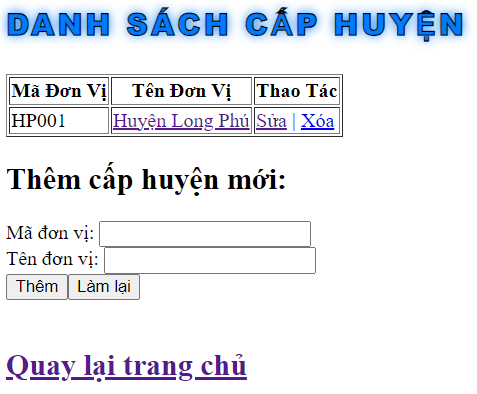 DANH SÁCH CẤP HUYỆN
Mã Đơn Vị Tên Đơn Vị Thao Tác
HP001 Huyện Long Phú Sửa | Xóa
Thêm cấp huyện mới:
Mã đơn vị:
Tên đơn vị:
Thêm Làm lại
Quay lại trang chủ